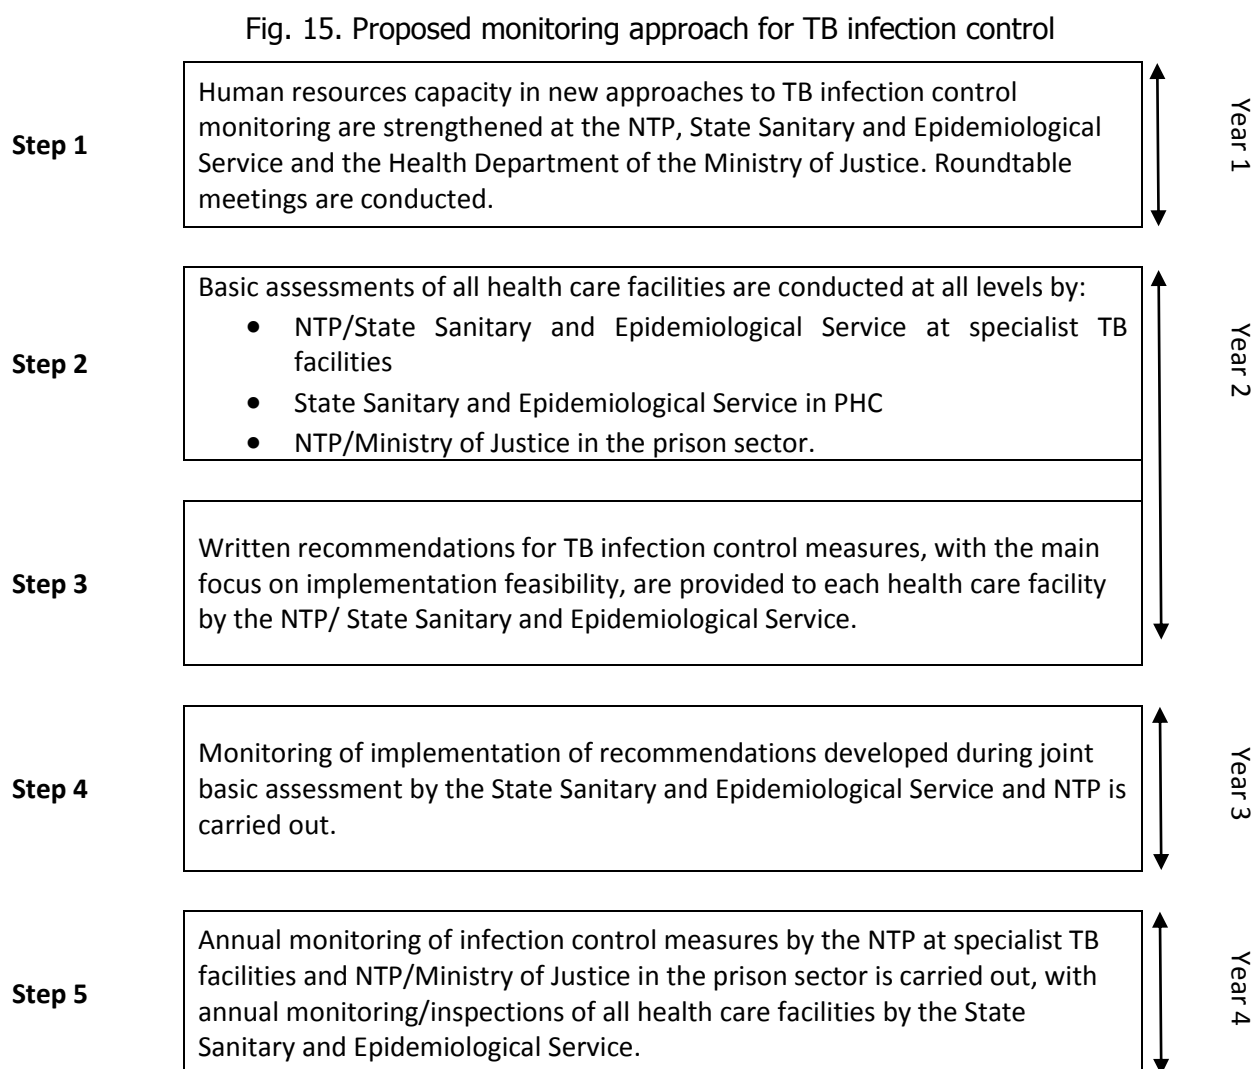 Fig. 15. Proposed monitoring approach for TB infection control
Step 1
Human resources capacity in new approaches to TB infection control
monitoring are strengthened at the NTP, State Sanitary and Epidemiological
Service and the Health Department of the Ministry of Justice. Roundtable
meetings are conducted.
Year 1
Step 2
Basic assessments of all health care facilities are conducted at all levels by:
• NTP/State Sanitary and Epidemiological Service at specialist TB
facilities
• State Sanitary and Epidemiological Service in PHC
• NTP/Ministry of Justice in the prison sector.
Year 2
Step 3
Written recommendations for TB infection control measures, with the main
focus on implementation feasibility, are provided to each health care facility
by the NTP/ State Sanitary and Epidemiological Service.
Step 4
Monitoring of implementation of recommendations developed during joint
basic assessment by the State Sanitary and Epidemiological Service and NTP is
carried out.
Year 3
Step 5
Annual monitoring of infection control measures by the NTP at specialist TB
facilities and NTP/Ministry of Justice in the prison sector is carried out, with
annual monitoring/inspections of all health care facilities by the State
Sanitary and Epidemiological Service.
Year 4